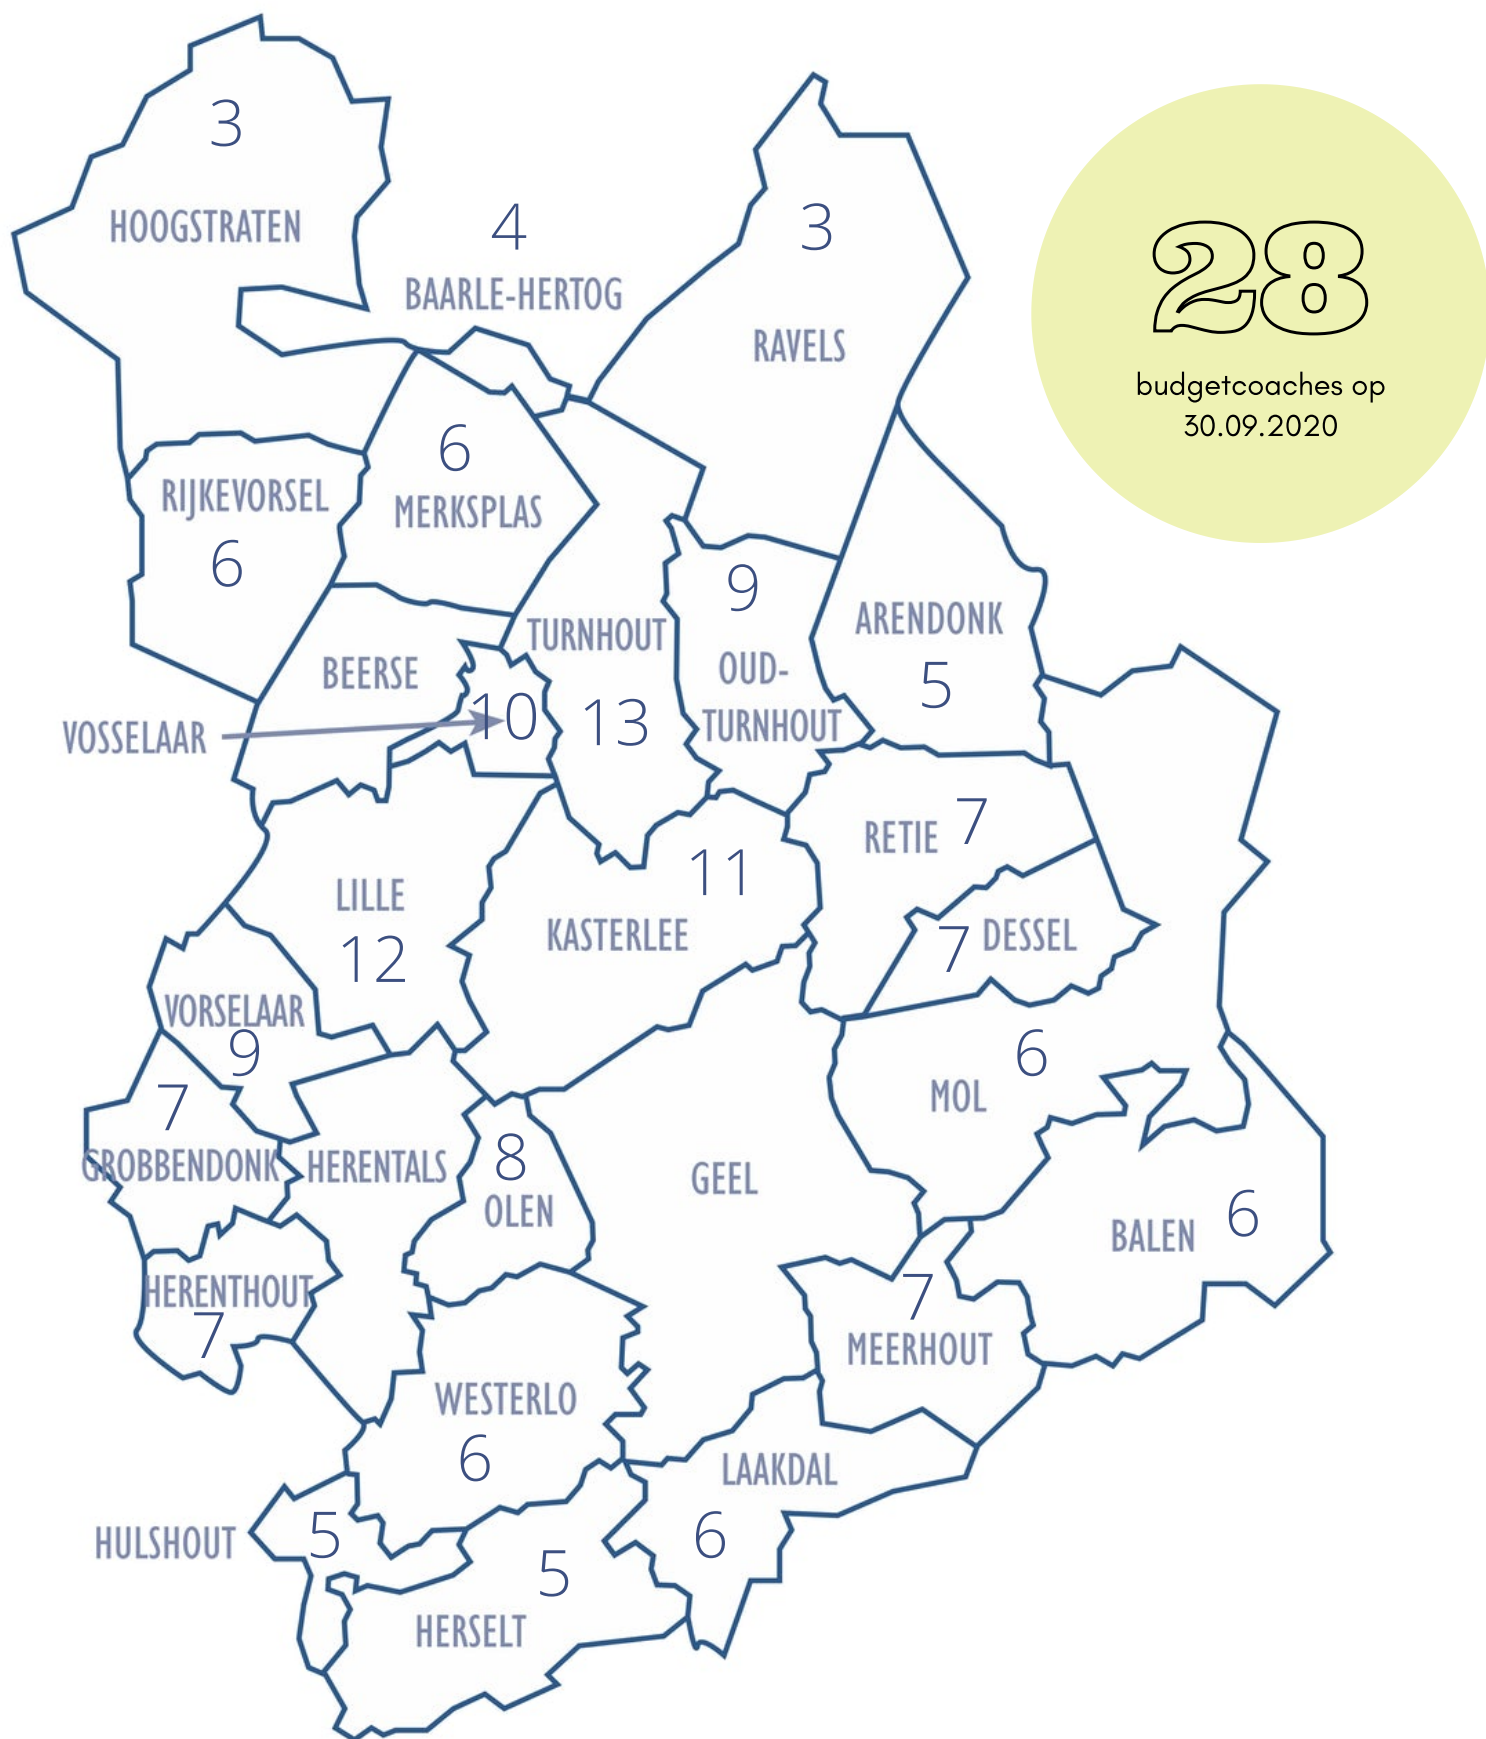 3
HOOGSTRATEN
4
BAARLE-HERTOG
3
RAVELS
28
budgetcoaches op
30.09.2020
6
MERKSPLAS
RIJKEVORSEL
6
9
OUD-
TURNHOUT
ARENDONK
5
TURNHOUT
13
BEERSE
10
VOSSELAAR
RETIE 7
11
KASTERLEE
LILLE
12
7 DESSEL
VORSELAAR
9
6
MOL
7
GROBBENDONK
HERENTALS
8
OLEN
GEEL
BALEN 6
HERENTHOUT
7
7
MEERHOUT
WESTERLO
6
LAAKDAL
6
HULSHOUT
5
5
HERSELT